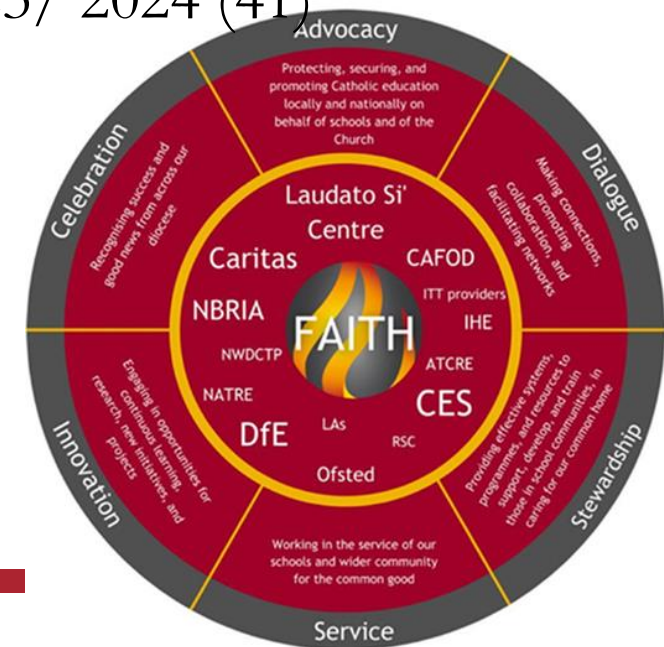 2024 (41)
Advocacy
Protecting, securing, and
promoting Catholic education
locally and nationally on
behalf of schools and of the
Church
Dialogue
Making connections,
promoting
collaboration, and
facilitating networks
Stewardship
Providing effective systems,
programmes, and resources to
support, develop, and train
those in school communities, in
caring for our common home
Service
Working in the service of our
schools and wider community
for the common good
Innovation
Engaging in opportunities for
continuous learning,
research, new initiatives, and
projects
Celebration
Recognising success and
good news from across our
diocese
Laudato Si'
Centre
Caritas
CAFOD
ITT providers
NBRIA
IHE
FAITH
NWDCTP
ATCRE
NATRE
CES
LAs
DfE
RSC
Ofsted